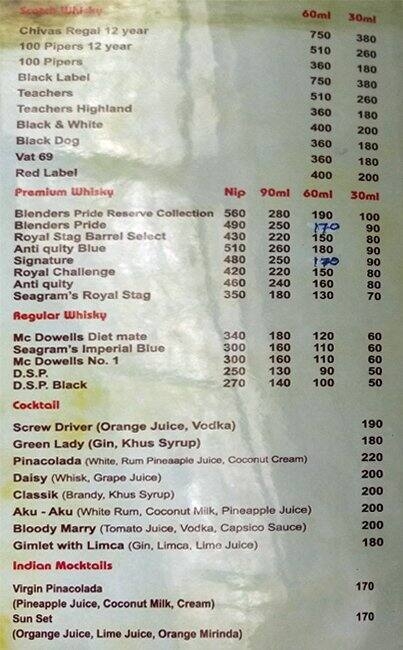 Scotch Whisky 60ml 30ml
Chivas Regal 12 year 750 380
100 Pipers 12 year 510 260
100 Pipers 360 180
Black Label 750 380
Teachers 510 260
Teachers Highland 360 180
Black & White 400 200
Black Dog 360 180
Vat 69 360 180
Red Label 400 200
Premium Whisky Nip 90ml 60ml 30ml
Blenders Pride Reserve Collection 560 280 190 100
Blenders Pride 490 250 170 90
Royal Stag Barrel Select 430 220 150 80
Anti quity Blue 510 260 180 90
Signature 480 250 170 90
Royal Challenge 420 220 150 80
Anti quity 460 240 160 80
Seagram's Royal Stag 350 180 130 70
Regular Whisky
Mc Dowells Diet mate 340 180 120 60
Seagram's Imperial Blue 300 160 110 60
Mc Dowells No. 1 300 160 110 60
D.S.P. 250 130 90 50
D.S.P. Black 270 140 100 50
Cocktail
Screw Driver (Orange Juice, Vodka) 190
Green Lady (Gin, Khus Syrup) 180
Pinacolada (White, Rum Pineaaple Juice, Coconut Cream) 220
Daisy (Whisk, Grape Juice) 200
Classik (Brandy, Khus Syrup) 200
Aku - Aku (White Rum, Coconut Milk, Pineapple Juice) 200
Bloody Marry (Tomato Juice, Vodka, Capsico Sauce) 200
Gimlet with Limca (Gin, Limca, Lime Juice) 180
Indian Mocktails
Virgin Pinacolada 170
(Pineapple Juice, Coconut Milk, Cream)
Sun Set 170
(Organge Juice, Lime Juice, Orange Mirinda)